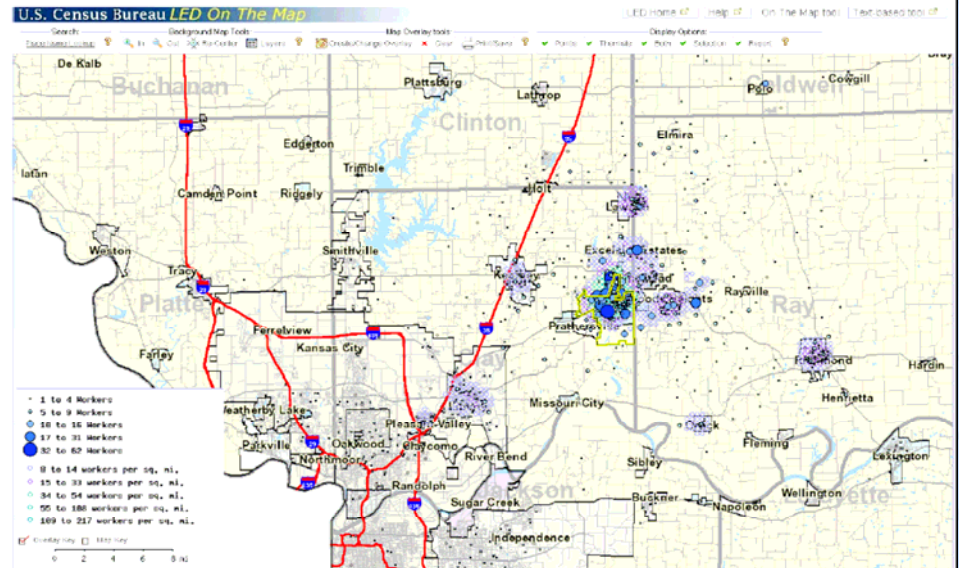 U.S. Census Bureau LED On The Map
LED Home Help On The Map tool Text-based tool
Search: Background Map Tools Map Overlay tools: Display Options:
Place Name Lookup In Out Re-Center Layers Create/Change Overlay Clear Print/Save Points Thematic Both Selection Report
De Kalb
Buchanan
Plattsburg
Lathrop
Caldwell
Polo
Cowgill
Clinton
Elmira
Edgerton
Iatan
Trimble
Camden Point
Ridgely
Holt
Weston
Smithville
Excelsior Estates
Tracy
Rayville
Platte
Ray
Ferrelview
Kansas City
Farley
Hardin
Henrietta
Missouri City
Weatherby Lake
Pleasant Valley
Parkville
Oakwood
Claycomo
Fleming
Northmoor
River Bend
Sibley
Lexington
Randolph
Jackson
Wellington
Sugar Creek
Buckner
Napoleon
Independence
1 to 4 Workers
5 to 9 Workers
10 to 16 Workers
17 to 31 Workers
32 to 62 Workers
8 to 14 workers per sq. mi.
15 to 33 workers per sq. mi.
34 to 54 workers per sq. mi.
55 to 108 workers per sq. mi.
109 to 217 workers per sq. mi.
Overlay Key Map Key
0 2 4 6 8 mi